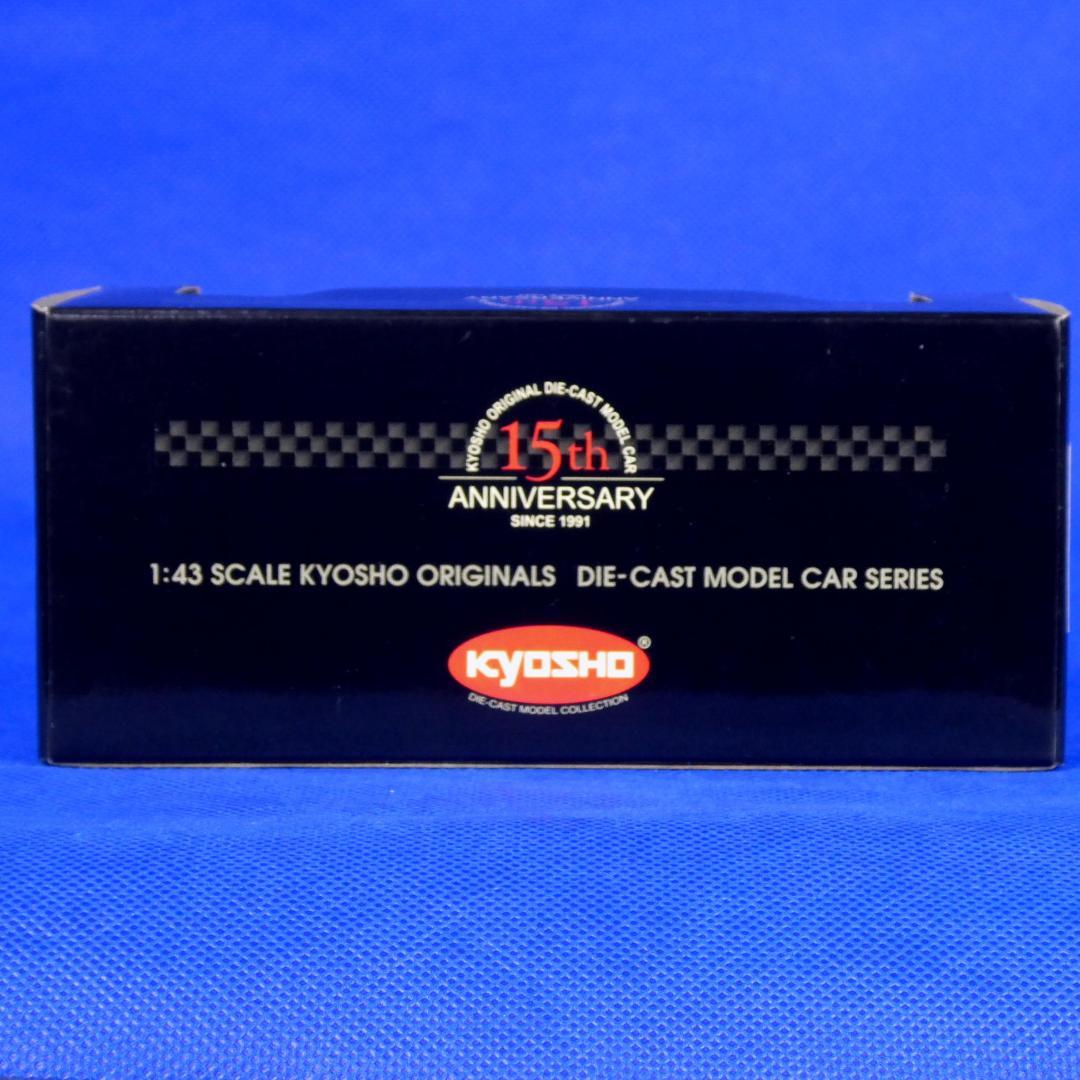 KYOSHO ORIGINAL DIE-CAST MODEL CAR
15th
ANNIVERSARY
SINCE 1991
1:43 SCALE KYOSHO ORIGINALS DIE-CAST MODEL CAR SERIES
KYOSHO ®
DIE-CAST MODEL COLLECTION